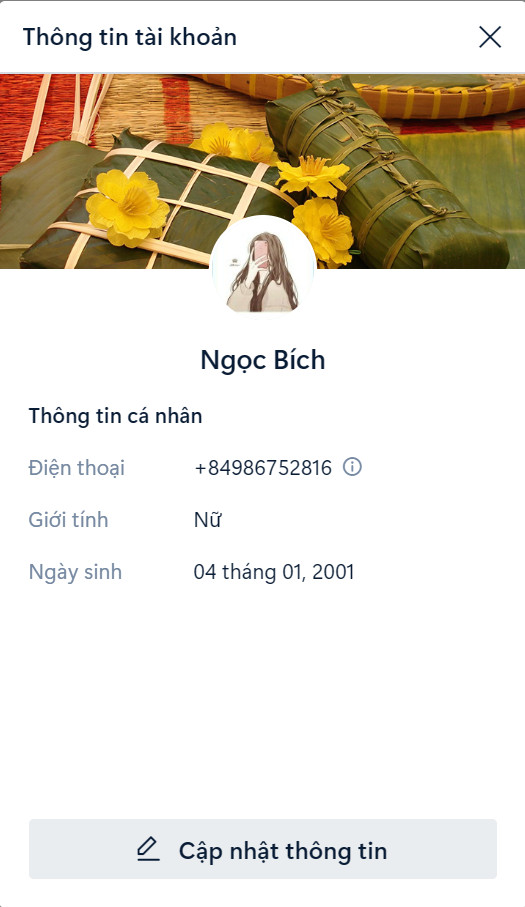 Thông tin tài khoản
Ngọc Bích
Thông tin cá nhân
Điện thoại +84986752816
Giới tính Nữ
Ngày sinh 04 tháng 01, 2001
Cập nhật thông tin